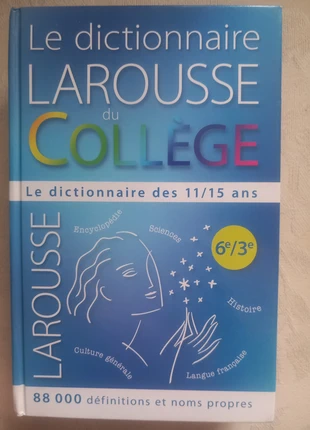 Le dictionnaire
LAROUSSE
du
COLLÈGE
Le dictionnaire des 11/15 ans
LAROUSSE
Encyclopédie
Sciences
6e/3e
Histoire
Culture générale
Langue française
88 000 définitions et noms propres